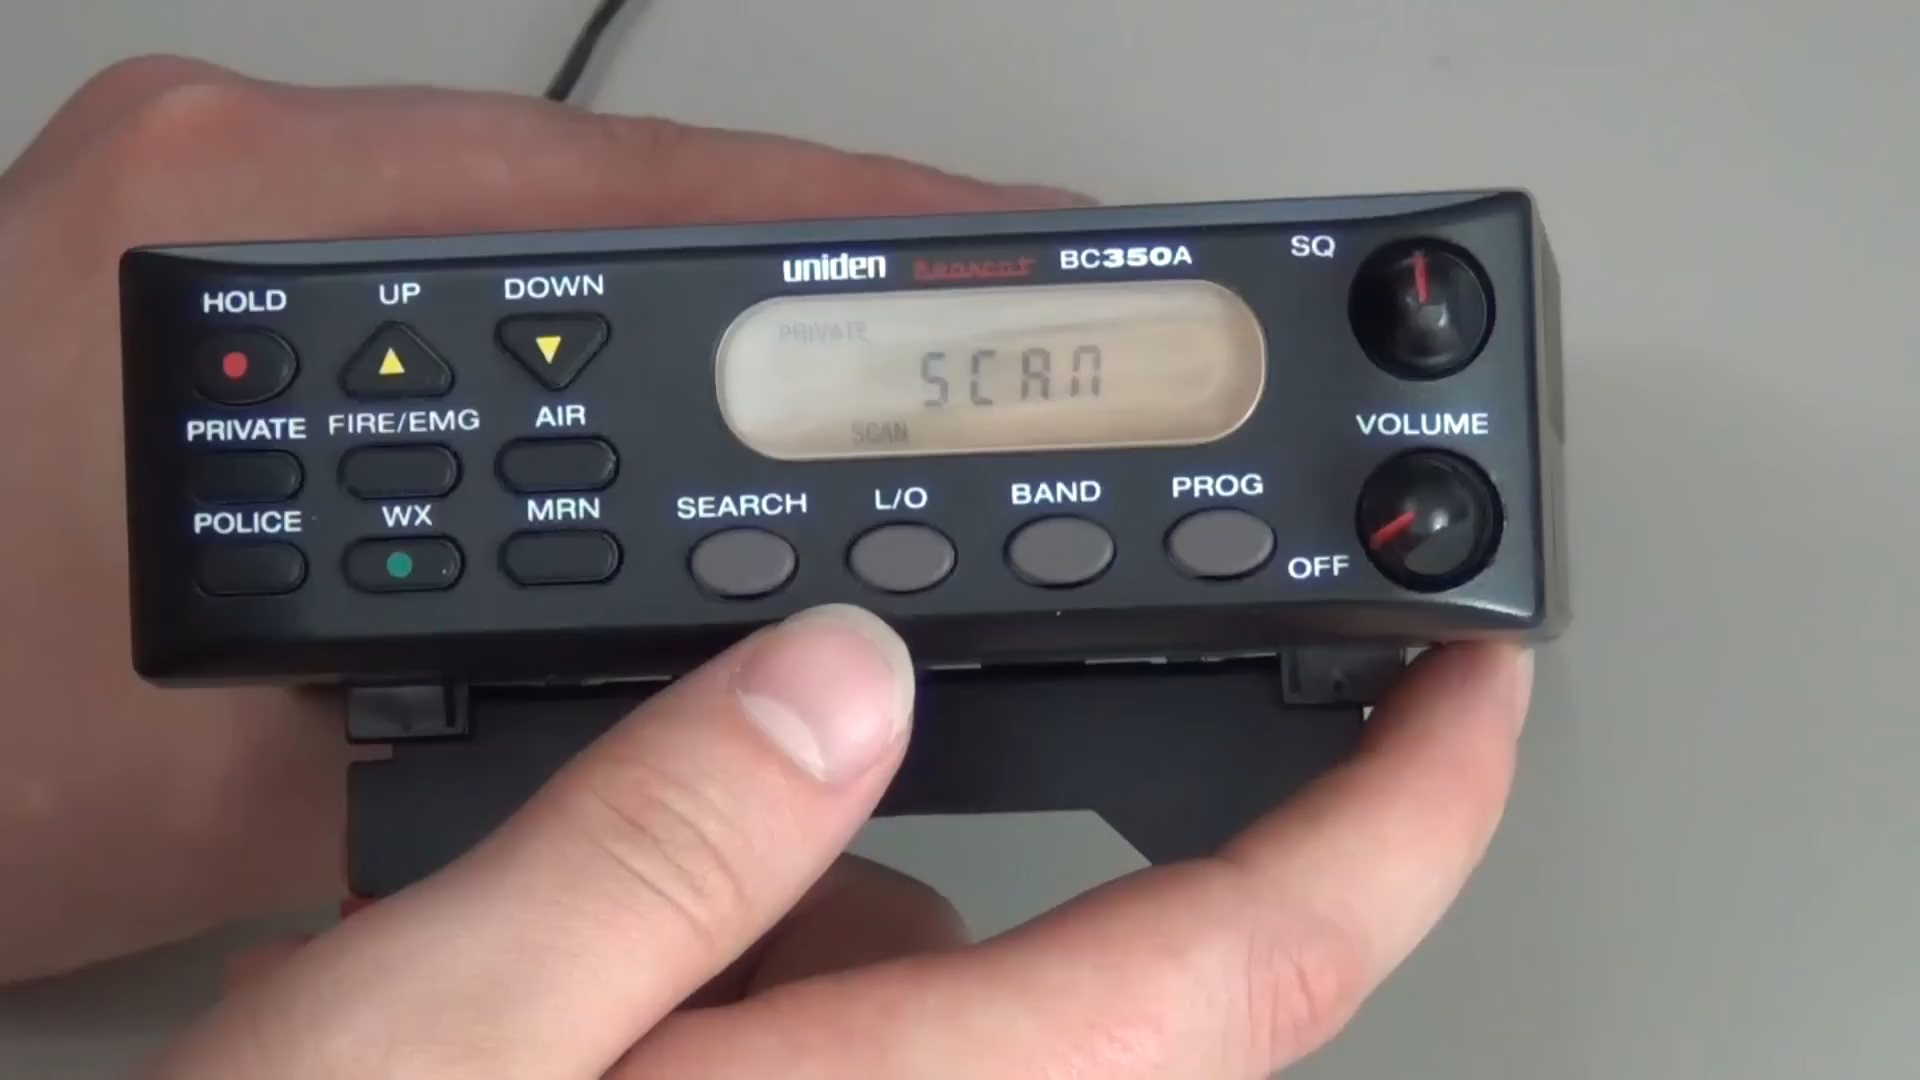 uniden Bearcat BC350A
SQ
HOLD UP DOWN
PRIVATE
SCAN
SCAN
VOLUME
PRIVATE FIRE/EMG AIR
POLICE WX MRN
SEARCH L/O BAND PROG
OFF